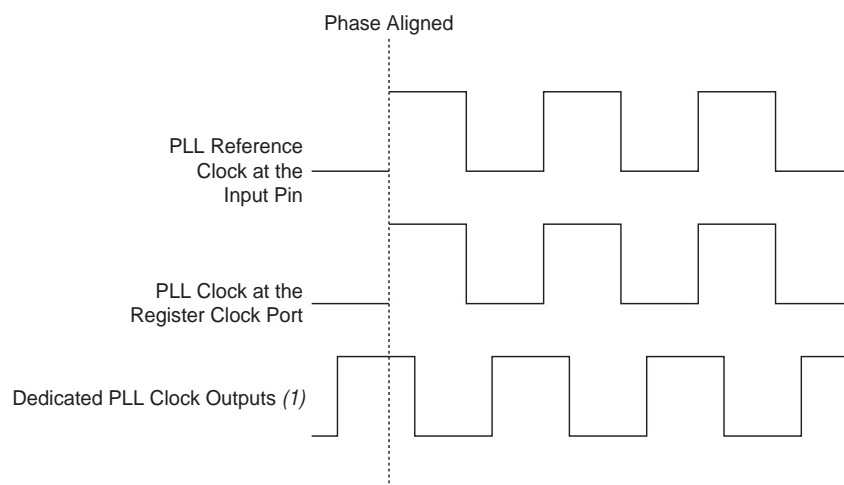 Phase Aligned
PLL Reference
Clock at the
Input Pin
PLL Clock at the
Register Clock Port
Dedicated PLL Clock Outputs (1)